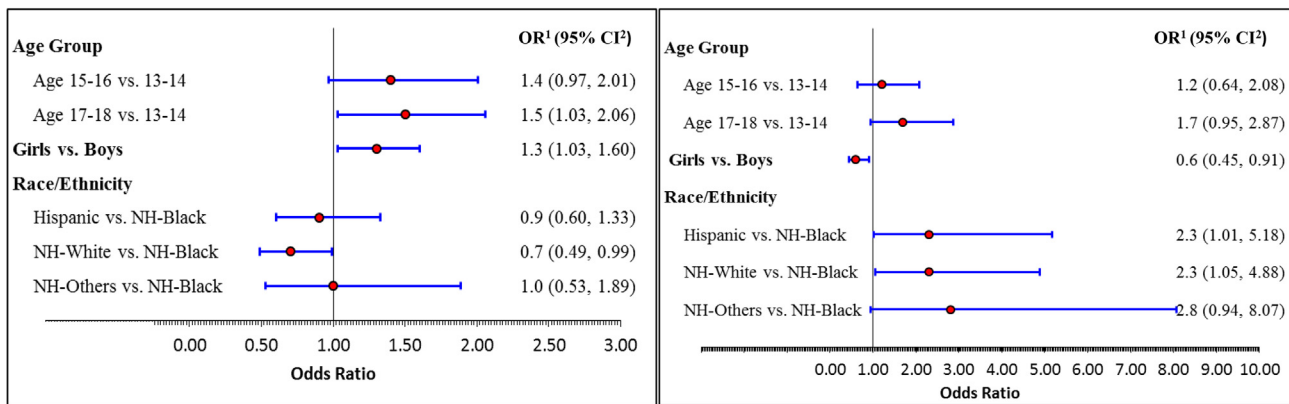 OR¹ (95% CI²)
Age Group
Age 15-16 vs. 13-14 1.4 (0.97, 2.01)
Age 17-18 vs. 13-14 1.5 (1.03, 2.06)
Girls vs. Boys 1.3 (1.03, 1.60)
Race/Ethnicity
Hispanic vs. NH-Black 0.9 (0.60, 1.33)
NH-White vs. NH-Black 0.7 (0.49, 0.99)
NH-Others vs. NH-Black 1.0 (0.53, 1.89)
0.00 0.50 1.00 1.50 2.00 2.50 3.00
Odds Ratio
OR¹ (95% CI²)
Age Group
Age 15-16 vs. 13-14 1.2 (0.64, 2.08)
Age 17-18 vs. 13-14 1.7 (0.95, 2.87)
Girls vs. Boys 0.6 (0.45, 0.91)
Race/Ethnicity
Hispanic vs. NH-Black 2.3 (1.01, 5.18)
NH-White vs. NH-Black 2.3 (1.05, 4.88)
NH-Others vs. NH-Black 2.8 (0.94, 8.07)
0.00 1.00 2.00 3.00 4.00 5.00 6.00 7.00 8.00 9.00 10.00
Odds Ratio